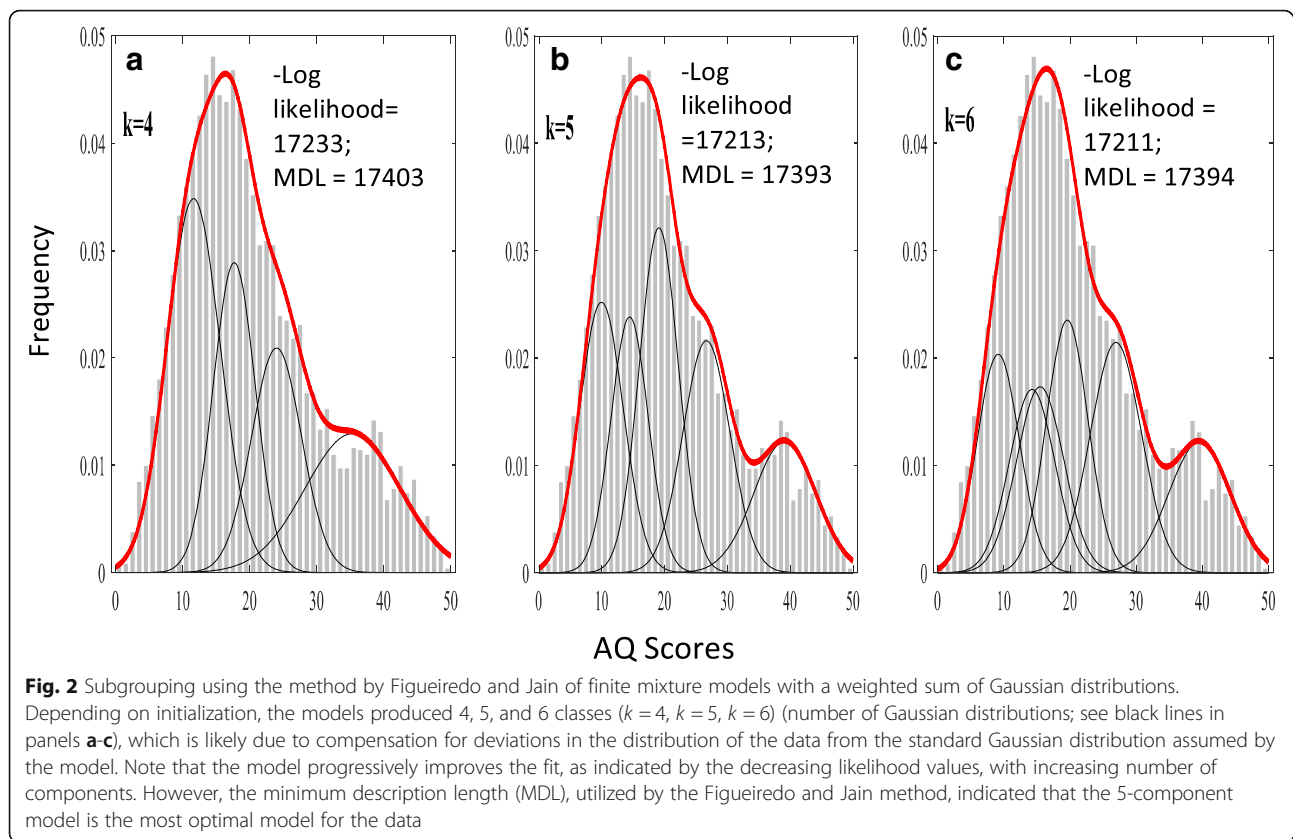 a
k=4
-Log
likelihood=
17233;
MDL = 17403
0.05
0.04
0.03
0.02
0.01
0
0 10 20 30 40 50
b
k=5
-Log
likelihood
=17213;
MDL = 17393
0.05
0.04
0.03
0.02
0.01
0
0 10 20 30 40 50
c
k=6
-Log
likelihood =
17211;
MDL = 17394
0.05
0.04
0.03
0.02
0.01
0
0 10 20 30 40 50
Frequency
AQ Scores
Fig. 2 Subgrouping using the method by Figueiredo and Jain of finite mixture models with a weighted sum of Gaussian distributions.
Depending on initialization, the models produced 4, 5, and 6 classes (k = 4, k = 5, k = 6) (number of Gaussian distributions; see black lines in
panels a-c), which is likely due to compensation for deviations in the distribution of the data from the standard Gaussian distribution assumed by
the model. Note that the model progressively improves the fit, as indicated by the decreasing likelihood values, with increasing number of
components. However, the minimum description length (MDL), utilized by the Figueiredo and Jain method, indicated that the 5-component
model is the most optimal model for the data